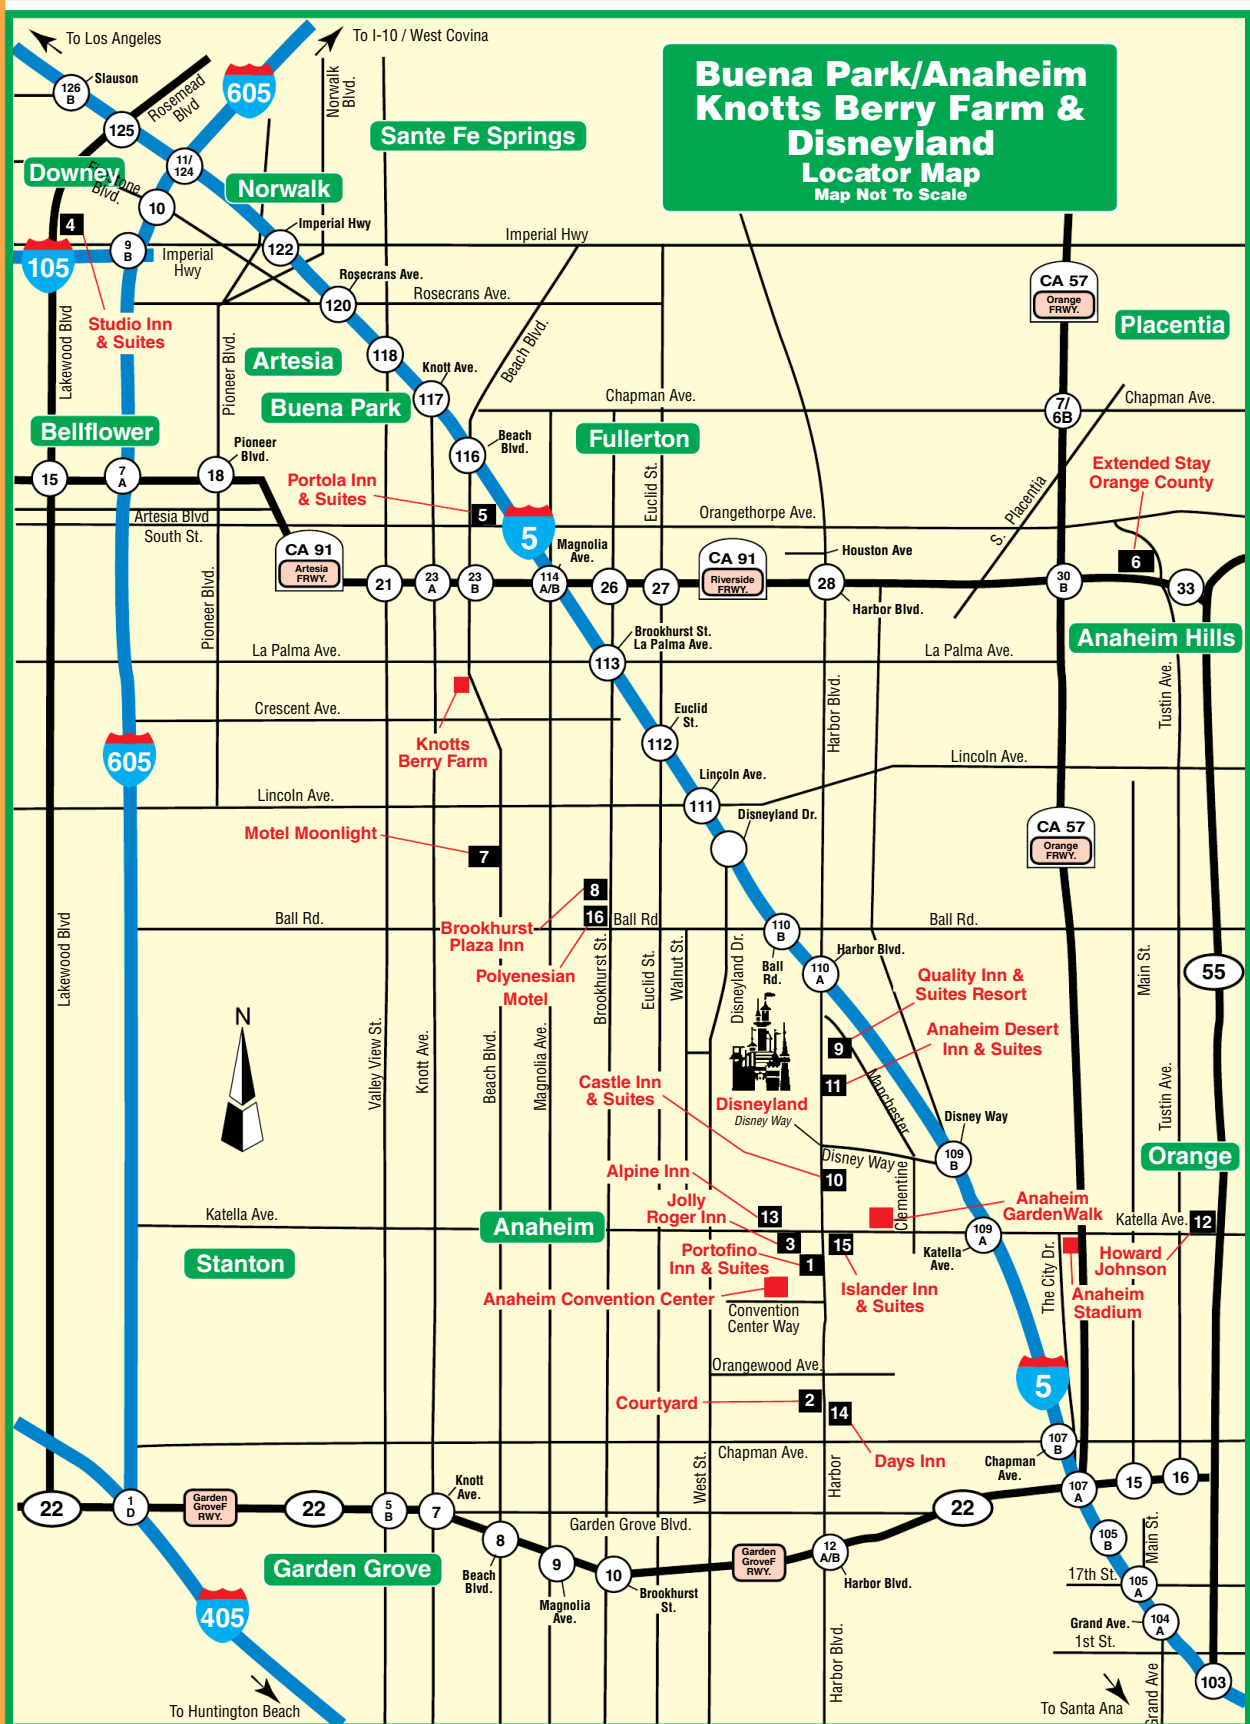 To Los Angeles
To I-10 / West Covina
Buena Park/Anaheim
Knotts Berry Farm &
Disneyland
Locator Map
Map Not To Scale
126
B
Slauson
125
Rosemead
Blvd
605
Norwalk
Blvd.
Sante Fe Springs
11/
124
Downey
Blvd.
Norwalk
10
4
105
9
B
Imperial
Hwy
122
Imperial Hwy
Imperial Hwy
120
Rosecrans Ave.
Rosecrans Ave.
CA 57
Orange
FRWY.
Placentia
Studio Inn
& Suites
Lakewood Blvd
Pioneer Blvd.
Artesia
118
Knott Ave.
Beach Blvd.
Buena Park
117
Chapman Ave.
7/
6B
Chapman Ave.
Bellflower
Fullerton
116
Beach
Blvd.
15
7
A
18
Pioneer
Blvd.
Portola Inn
& Suites
5
Euclid St.
Extended Stay
Orange County
S. Placentia
Artesia Blvd
South St.
Orangethorpe Ave.
5
CA 91
Artesia
FRWY.
Magnolia
Ave.
CA 91
Riverside
FRWY.
Houston Ave
6
21
23
A
23
B
114
A/B
26
27
28
Harbor Blvd.
30
B
33
Pioneer Blvd.
Brookhurst St.
La Palma Ave.
113
La Palma Ave.
La Palma Ave.
Anaheim Hills
Tustin Ave.
Crescent Ave.
Knotts
Berry Farm
Euclid
St.
112
Harbor Blvd.
605
Lincoln Ave.
Lincoln Ave.
Lincoln Ave.
111
Disneyland Dr.
Motel Moonlight
7
CA 57
Orange
FRWY.
8
16
Brookhurst
Plaza Inn
Polyenesian
Motel
Lakewood Blvd
Ball Rd.
Ball Rd
Ball Rd.
110
B
Ball
Rd.
Harbor Blvd.
110
A
Brookhurst St.
Euclid St.
Walnut St.
Disneyland Dr.
Main St.
55
Quality Inn &
Suites Resort
N
Valley View St.
Knott Ave.
Beach Blvd.
Magnolia Ave.
9
Anaheim Desert
Inn & Suites
11
Castle Inn
& Suites
Disneyland
Disney Way
Manchester
Disney Way
109
B
Tustin Ave.
Orange
Disney Way
10
Clementine
Alpine Inn
Jolly
Roger Inn
13
Anaheim
GardenWalk
Katella Ave.
Anaheim
3
15
109
A
Katella
Ave.
Katella Ave.
12
Stanton
Portofino
Inn & Suites
1
Howard
Johnson
The City Dr.
Anaheim
Stadium
Islander Inn
& Suites
Anaheim Convention Center
Convention
Center Way
Orangewood Ave.
5
Courtyard
2
14
Days Inn
Chapman Ave.
107
B
Chapman
Ave.
West St.
Harbor
22
1
D
Garden
GroveF
RWY.
22
5
B
7
Knott
Ave.
22
107
A
15
16
Garden Grove Blvd.
8
Beach
Blvd.
9
Magnolia
Ave.
10
Brookhurst
St.
Garden
GroveF
RWY.
12
A/B
Harbor Blvd.
Garden Grove
105
B
Main St.
17th St.
105
A
405
Grand Ave.
104
A
1st St.
Harbor Blvd.
103
To Huntington Beach
To Santa Ana
Grand Ave